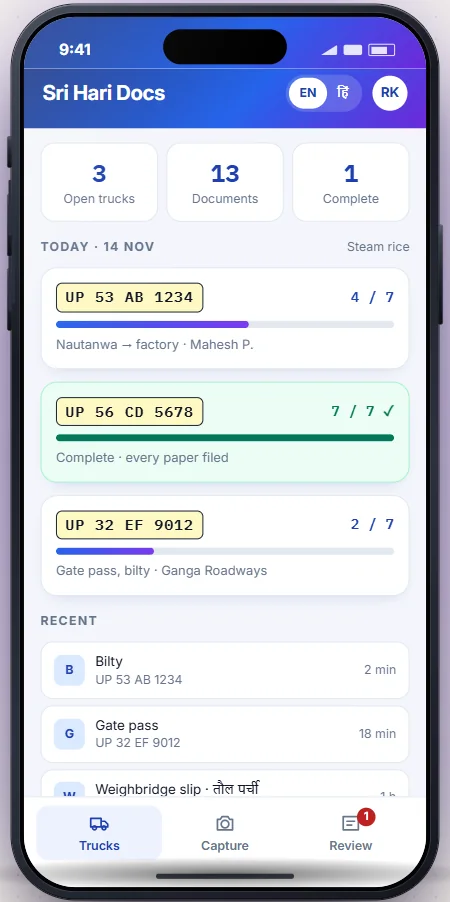 9:41
Sri Hari Docs
EN हिं RK
3 13 1
Open trucks Documents Complete
TODAY · 14 NOV Steam rice
UP 53 AB 1234 4 / 7
Nautanwa → factory · Mahesh P.
UP 56 CD 5678 7 / 7 ✓
Complete · every paper filed
UP 32 EF 9012 2 / 7
Gate pass, bilty · Ganga Roadways
RECENT
B Bilty 2 min
UP 53 AB 1234
G Gate pass 18 min
UP 32 EF 9012
W Weighbridge slip · तौल पर्ची 1 h
1
Trucks Capture Review